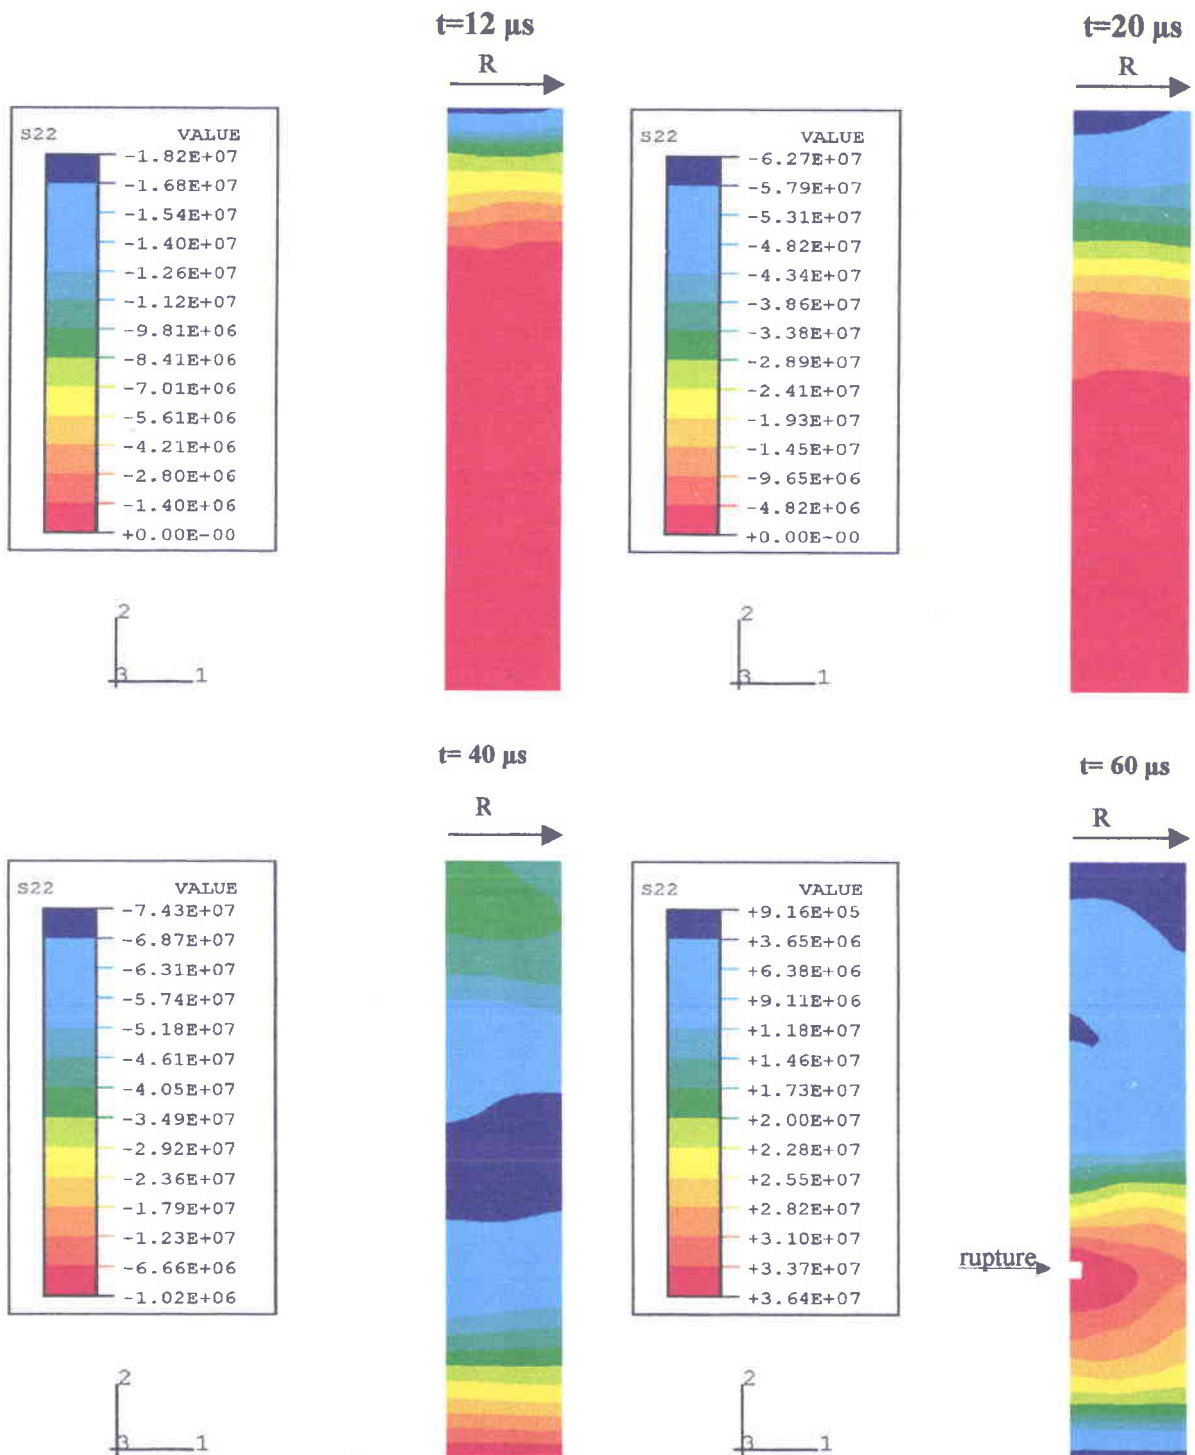 t=12 µs
R
S22 VALUE
-1.82E+07
-1.68E+07
-1.54E+07
-1.40E+07
-1.26E+07
-1.12E+07
-9.81E+06
-8.41E+06
-7.01E+06
-5.61E+06
-4.21E+06
-2.80E+06
-1.40E+06
+0.00E-00
2
3 1
t=20 µs
R
S22 VALUE
-6.27E+07
-5.79E+07
-5.31E+07
-4.82E+07
-4.34E+07
-3.86E+07
-3.38E+07
-2.89E+07
-2.41E+07
-1.93E+07
-1.45E+07
-9.65E+06
-4.82E+06
+0.00E-00
2
3 1
t= 40 µs
R
S22 VALUE
-7.43E+07
-6.87E+07
-6.31E+07
-5.74E+07
-5.18E+07
-4.61E+07
-4.05E+07
-3.49E+07
-2.92E+07
-2.36E+07
-1.79E+07
-1.23E+07
-6.66E+06
-1.02E+06
2
3 1
t= 60 µs
R
S22 VALUE
+9.16E+05
+3.65E+06
+6.38E+06
+9.11E+06
+1.18E+07
+1.46E+07
+1.73E+07
+2.00E+07
+2.28E+07
+2.55E+07
+2.82E+07
+3.10E+07
+3.37E+07
+3.64E+07
rupture
2
3 1